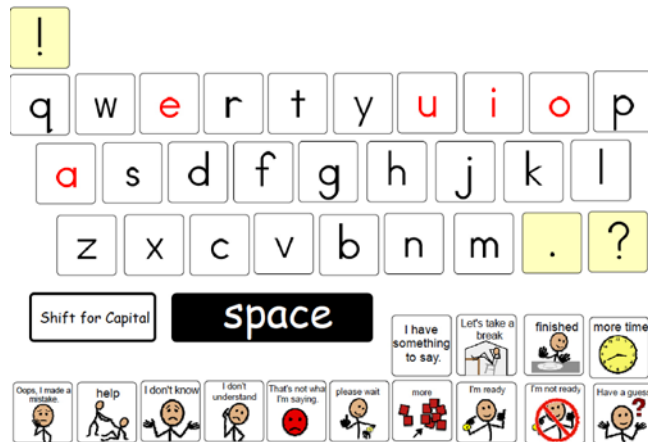 !
q w e r t y u i o p
a s d f g h j k l
z x c v b n m . ?
Shift for Capital space
I have something to say. Let's take a break finished more time
Oops, I made a mistake. help I don't know I don't understand That's not what I'm saying. please wait more I'm ready I'm not ready Have a guess
?